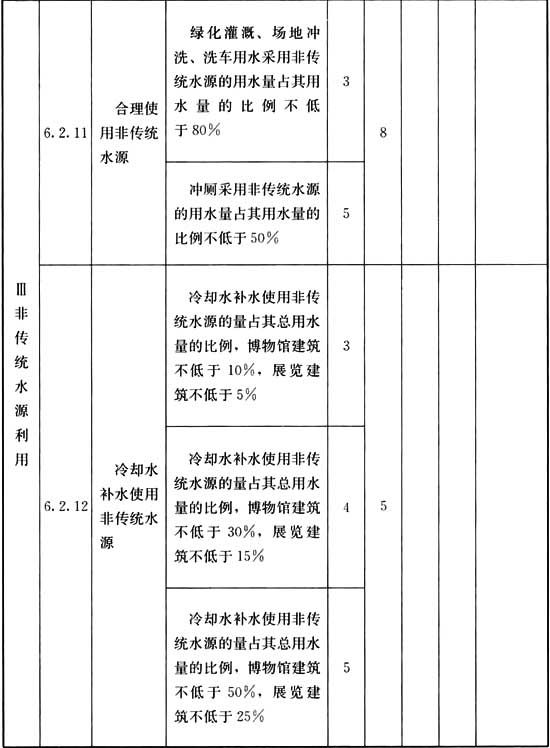 Ⅲ
非
传
统
水
源
利
用
6.2.11
合理使
用非传统
水源
绿化灌溉、场地冲
洗、洗车用水采用非传
统水源的用水量占其用
水量的比例不低
于80%
3
8
冲厕采用非传统水源
的用水量占其用水量的
比例不低于50%
5
6.2.12
冷却水
补水使用
非传统水
源
冷却水补水使用非传
统水源的量占其总用水
量的比例，博物馆建筑
不低于10%，展览建
筑不低于5%
3
5
冷却水补水使用非传
统水源的量占其总用水
量的比例，博物馆建筑
不低于30%，展览建
筑不低于15%
4
冷却水补水使用非传
统水源的量占其总用水
量的比例，博物馆建筑
不低于50%，展览建
筑不低于25%
5